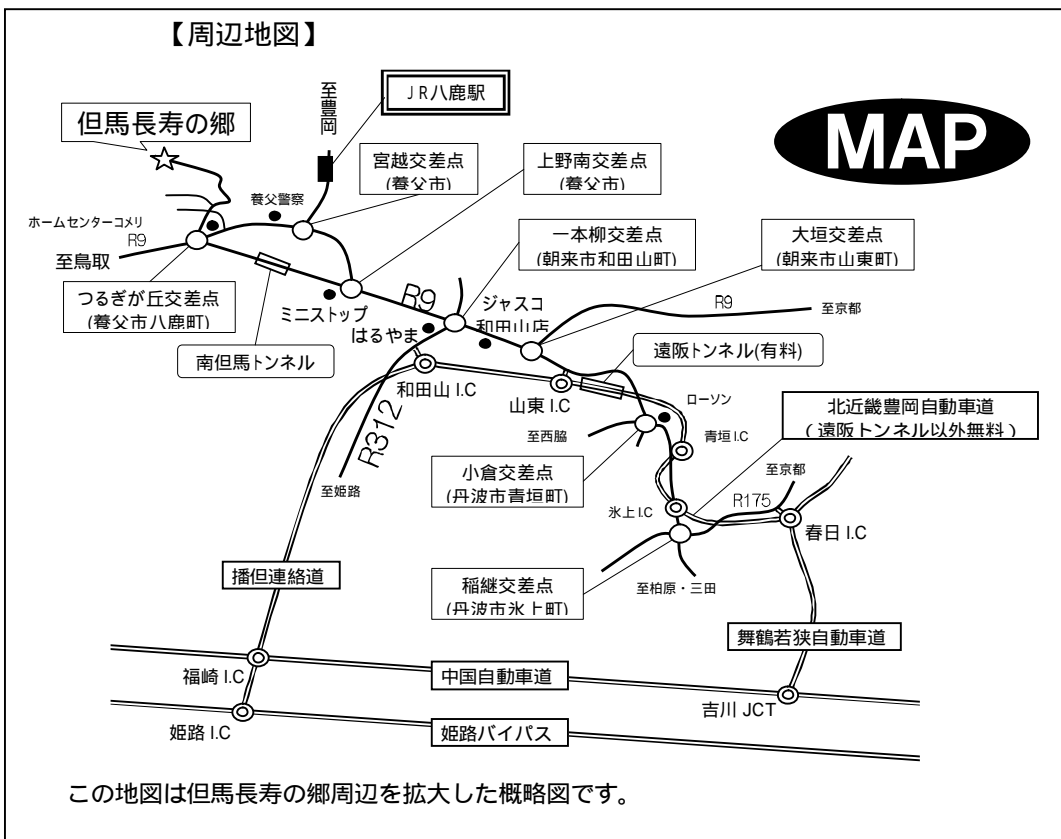 【周辺地図】
至豊岡
JR八鹿駅
MAP
但馬長寿の郷
宮越交差点
(養父市)
上野南交差点
(養父市)
養父警察
ホームセンターコメリ
R9
至鳥取
一本柳交差点
(朝来市和田山町)
大垣交差点
(朝来市山東町)
つるぎが丘交差点
(養父市八鹿町)
ミニストップ
R9
ジャスコ
和田山店
R9
至京都
はるやま
南但馬トンネル
遠阪トンネル(有料)
和田山 I.C
山東 I.C
ローソン
北近畿豊岡自動車道
(遠阪トンネル以外無料)
R312
至西脇
青垣 I.C
至姫路
小倉交差点
(丹波市青垣町)
至京都
R175
氷上 I.C
春日 I.C
播但連絡道
稲継交差点
(丹波市氷上町)
至柏原・三田
舞鶴若狭自動車道
福崎 I.C
中国自動車道
吉川 JCT
姫路 I.C
姫路バイパス
この地図は但馬長寿の郷周辺を拡大した概略図です。